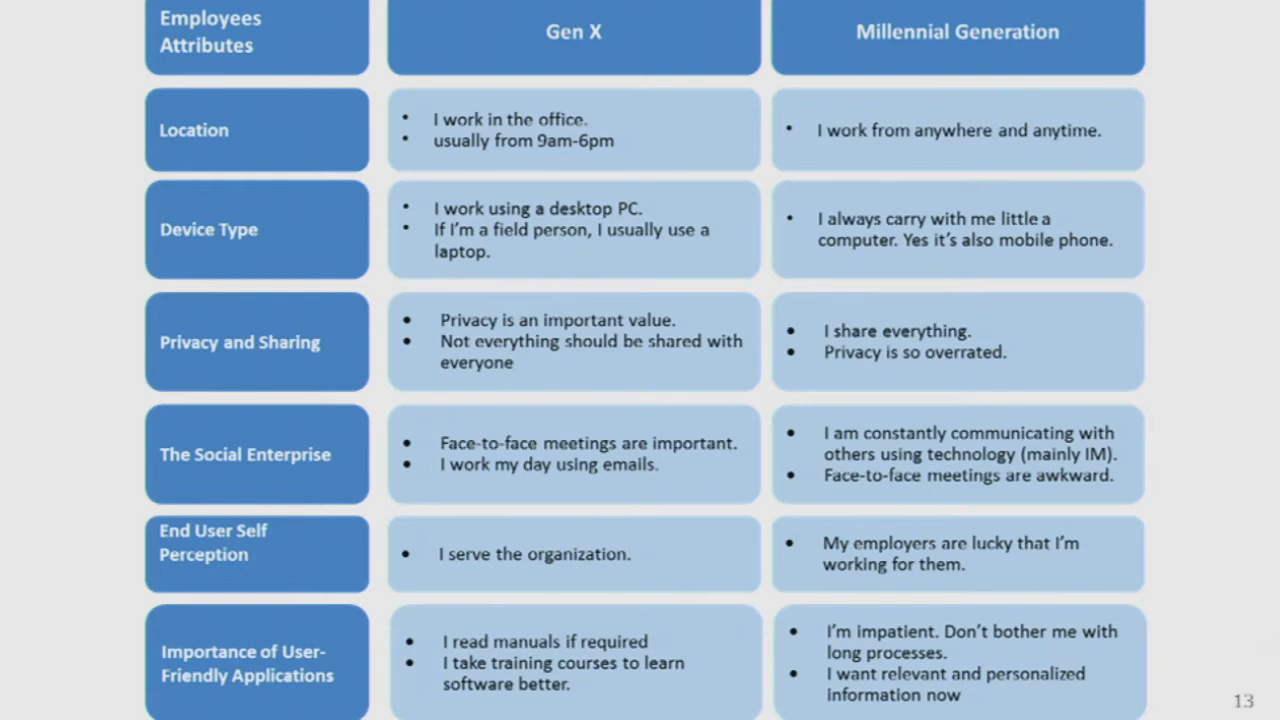 Employees
Attributes
Gen X
Millennial Generation
Location
• I work in the office.
• usually from 9am-6pm
• I work from anywhere and anytime.
Device Type
• I work using a desktop PC.
• If I'm a field person, I usually use a
laptop.
• I always carry with me little a
computer. Yes it's also mobile phone.
Privacy and Sharing
• Privacy is an important value.
• Not everything should be shared with
everyone
• I share everything.
• Privacy is so overrated.
The Social Enterprise
• Face-to-face meetings are important.
• I work my day using emails.
• I am constantly communicating with
others using technology (mainly IM).
• Face-to-face meetings are awkward.
End User Self
Perception
• I serve the organization.
• My employers are lucky that I'm
working for them.
Importance of User-
Friendly Applications
• I read manuals if required
• I take training courses to learn
software better.
• I'm impatient. Don't bother me with
long processes.
• I want relevant and personalized
information now
13